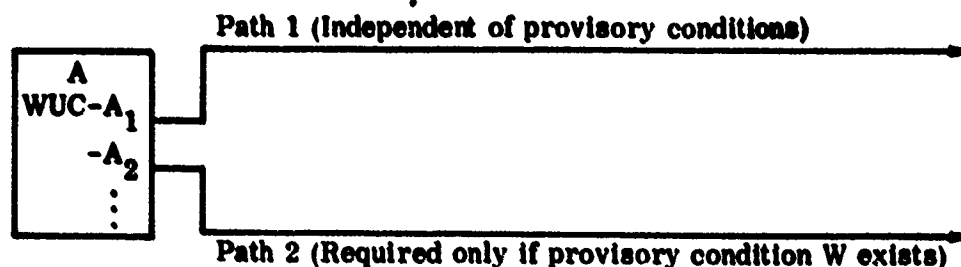 Path 1 (Independent of provisory conditions)
A
WUC-A1
-A2
Path 2 (Required only if provisory condition W exists)